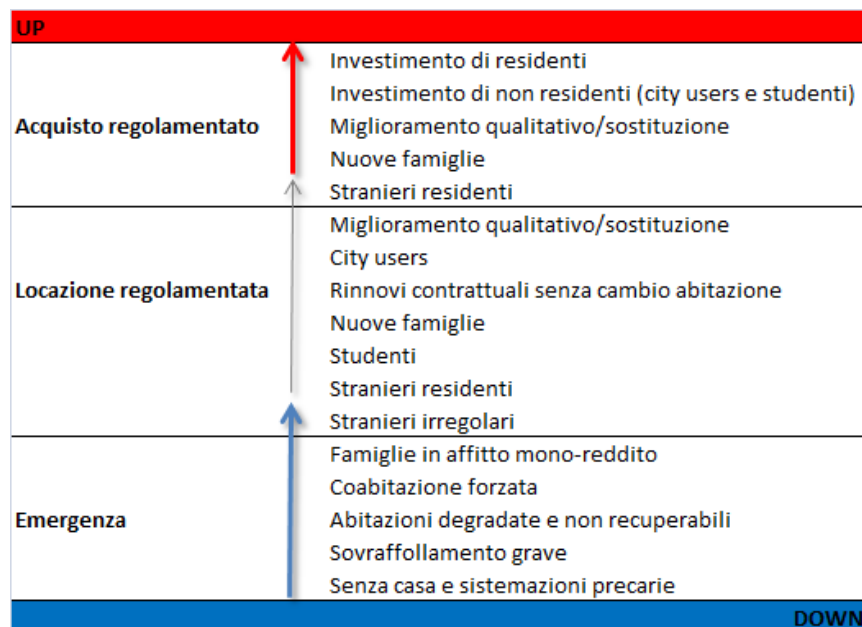 UP
Acquisto regolamentato
Investimento di residenti
Investimento di non residenti (city users e studenti)
Miglioramento qualitativo/sostituzione
Nuove famiglie
Stranieri residenti
Locazione regolamentata
Miglioramento qualitativo/sostituzione
City users
Rinnovi contrattuali senza cambio abitazione
Nuove famiglie
Studenti
Stranieri residenti
Stranieri irregolari
Emergenza
Famiglie in affitto mono-reddito
Coabitazione forzata
Abitazioni degradate e non recuperabili
Sovraffollamento grave
Senza casa e sistemazioni precarie
DOWN